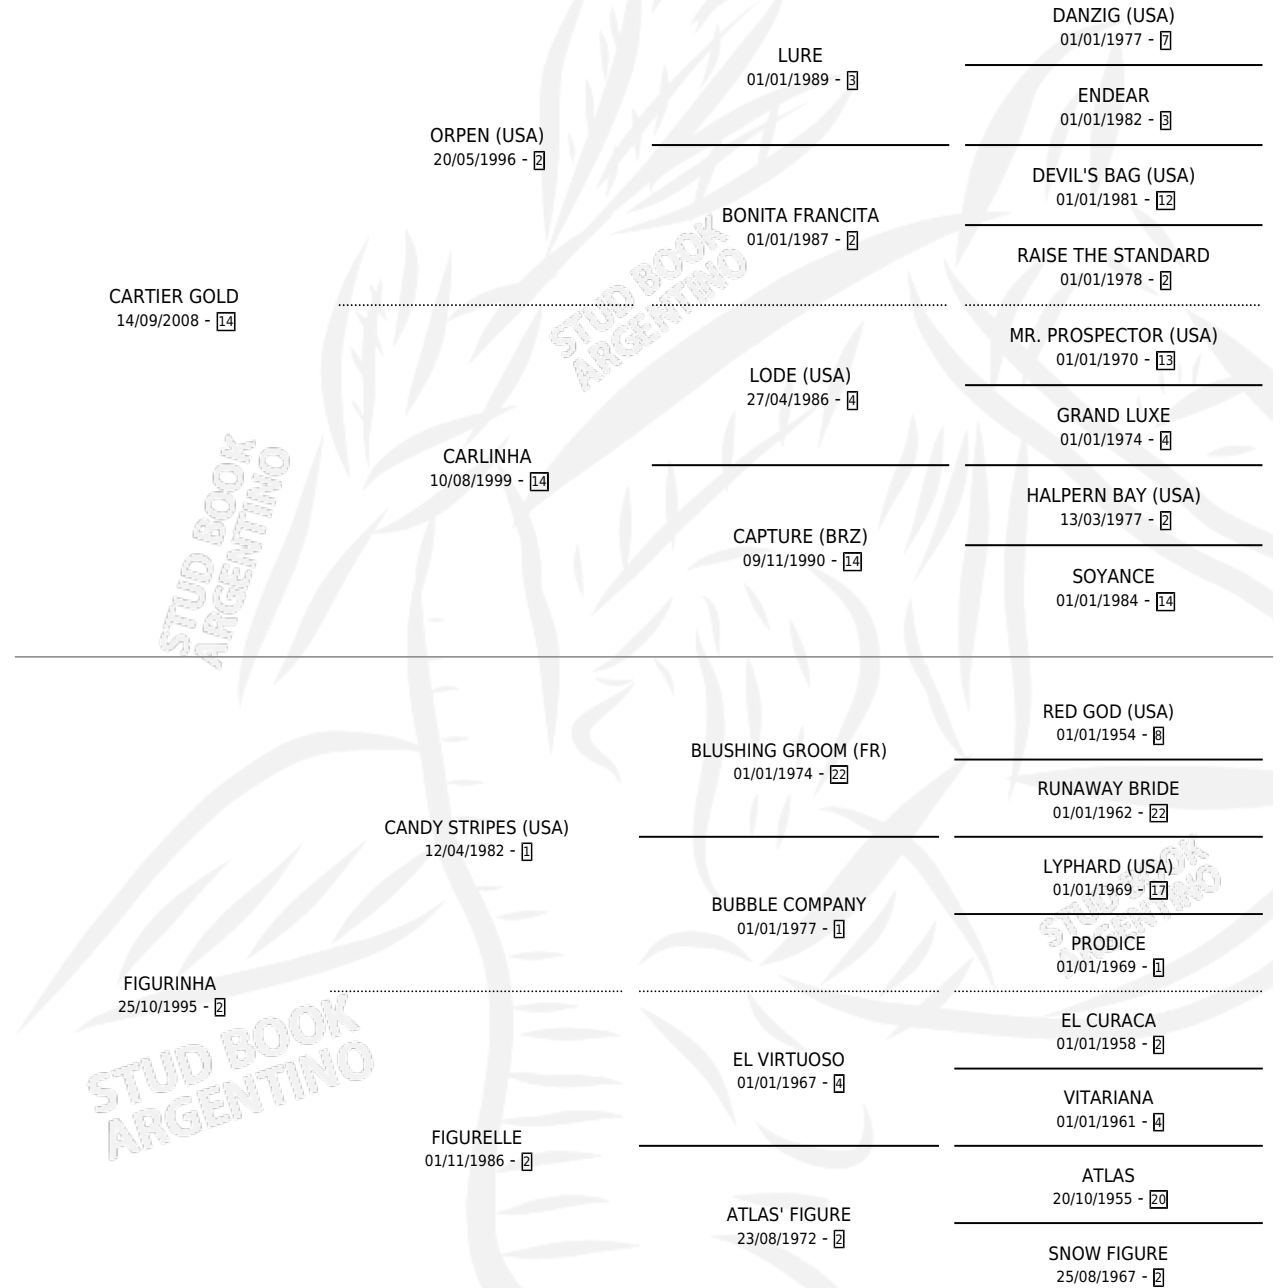 DANZIG (USA)
01/01/1977 - 7
LURE
01/01/1989 - 3
ENDEAR
01/01/1982 - 3
ORPEN (USA)
20/05/1996 - 2
DEVIL'S BAG (USA)
01/01/1981 - 12
BONITA FRANCITA
01/01/1987 - 2
RAISE THE STANDARD
01/01/1978 - 2
CARTIER GOLD
14/09/2008 - 14
MR. PROSPECTOR (USA)
01/01/1970 - 13
LODE (USA)
27/04/1986 - 4
GRAND LUXE
01/01/1974 - 4
CARLINHA
10/08/1999 - 14
HALPERN BAY (USA)
13/03/1977 - 2
CAPTURE (BRZ)
09/11/1990 - 14
SOYANCE
01/01/1984 - 14
RED GOD (USA)
01/01/1954 - 8
BLUSHING GROOM (FR)
01/01/1974 - 22
RUNAWAY BRIDE
01/01/1962 - 22
CANDY STRIPES (USA)
12/04/1982 - 1
LYPHARD (USA)
01/01/1969 - 17
BUBBLE COMPANY
01/01/1977 - 1
PRODICE
01/01/1969 - 1
FIGURINHA
25/10/1995 - 2
EL CURACA
01/01/1958 - 2
EL VIRTUOSO
01/01/1967 - 4
VITARIANA
01/01/1961 - 4
FIGURELLE
01/11/1986 - 2
ATLAS
20/10/1955 - 20
ATLAS' FIGURE
23/08/1972 - 2
SNOW FIGURE
25/08/1967 - 2
STUD BOOK
ARGENTINO
STUD BOOK
ARGENTINO
STUD BOOK
ARGENTINO
STUD BOOK
ARGENTINO